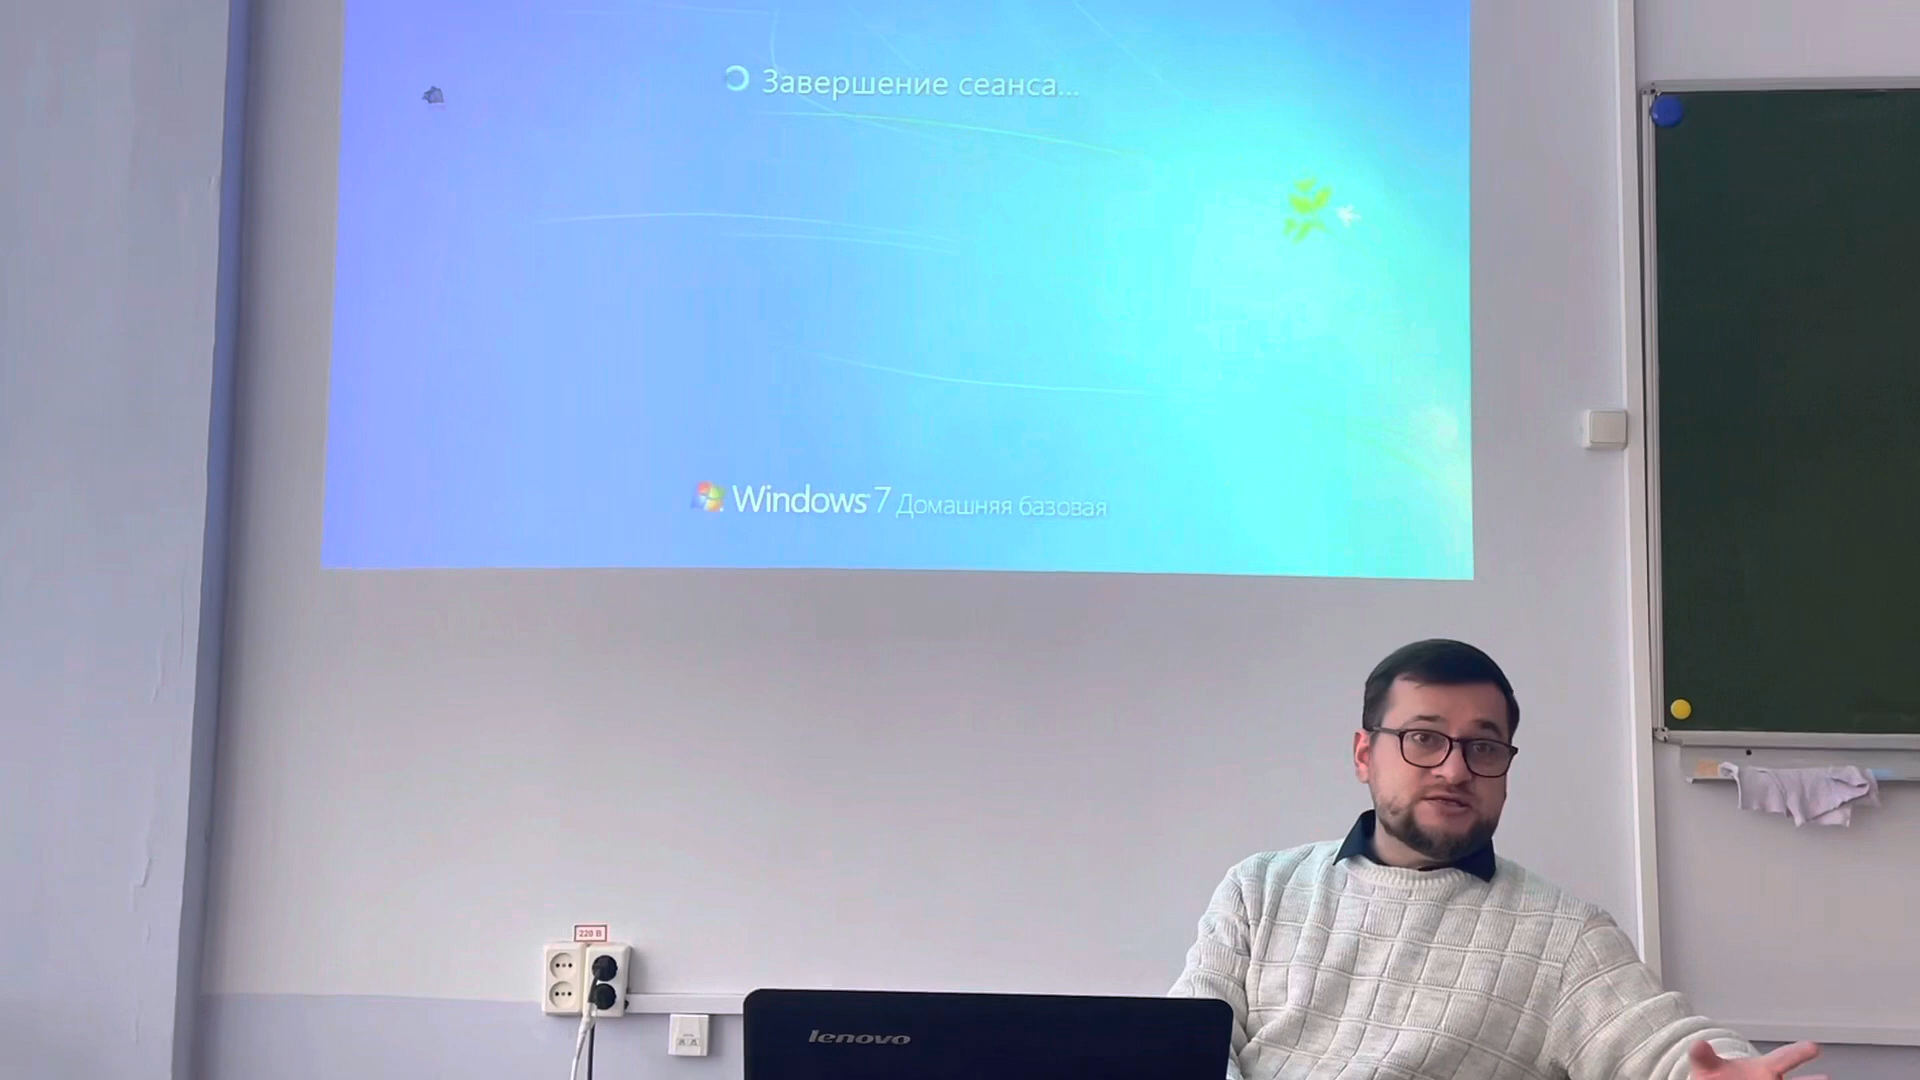 Завершение сеанса...
Windows 7 Домашняя базовая
220 В
lenovo